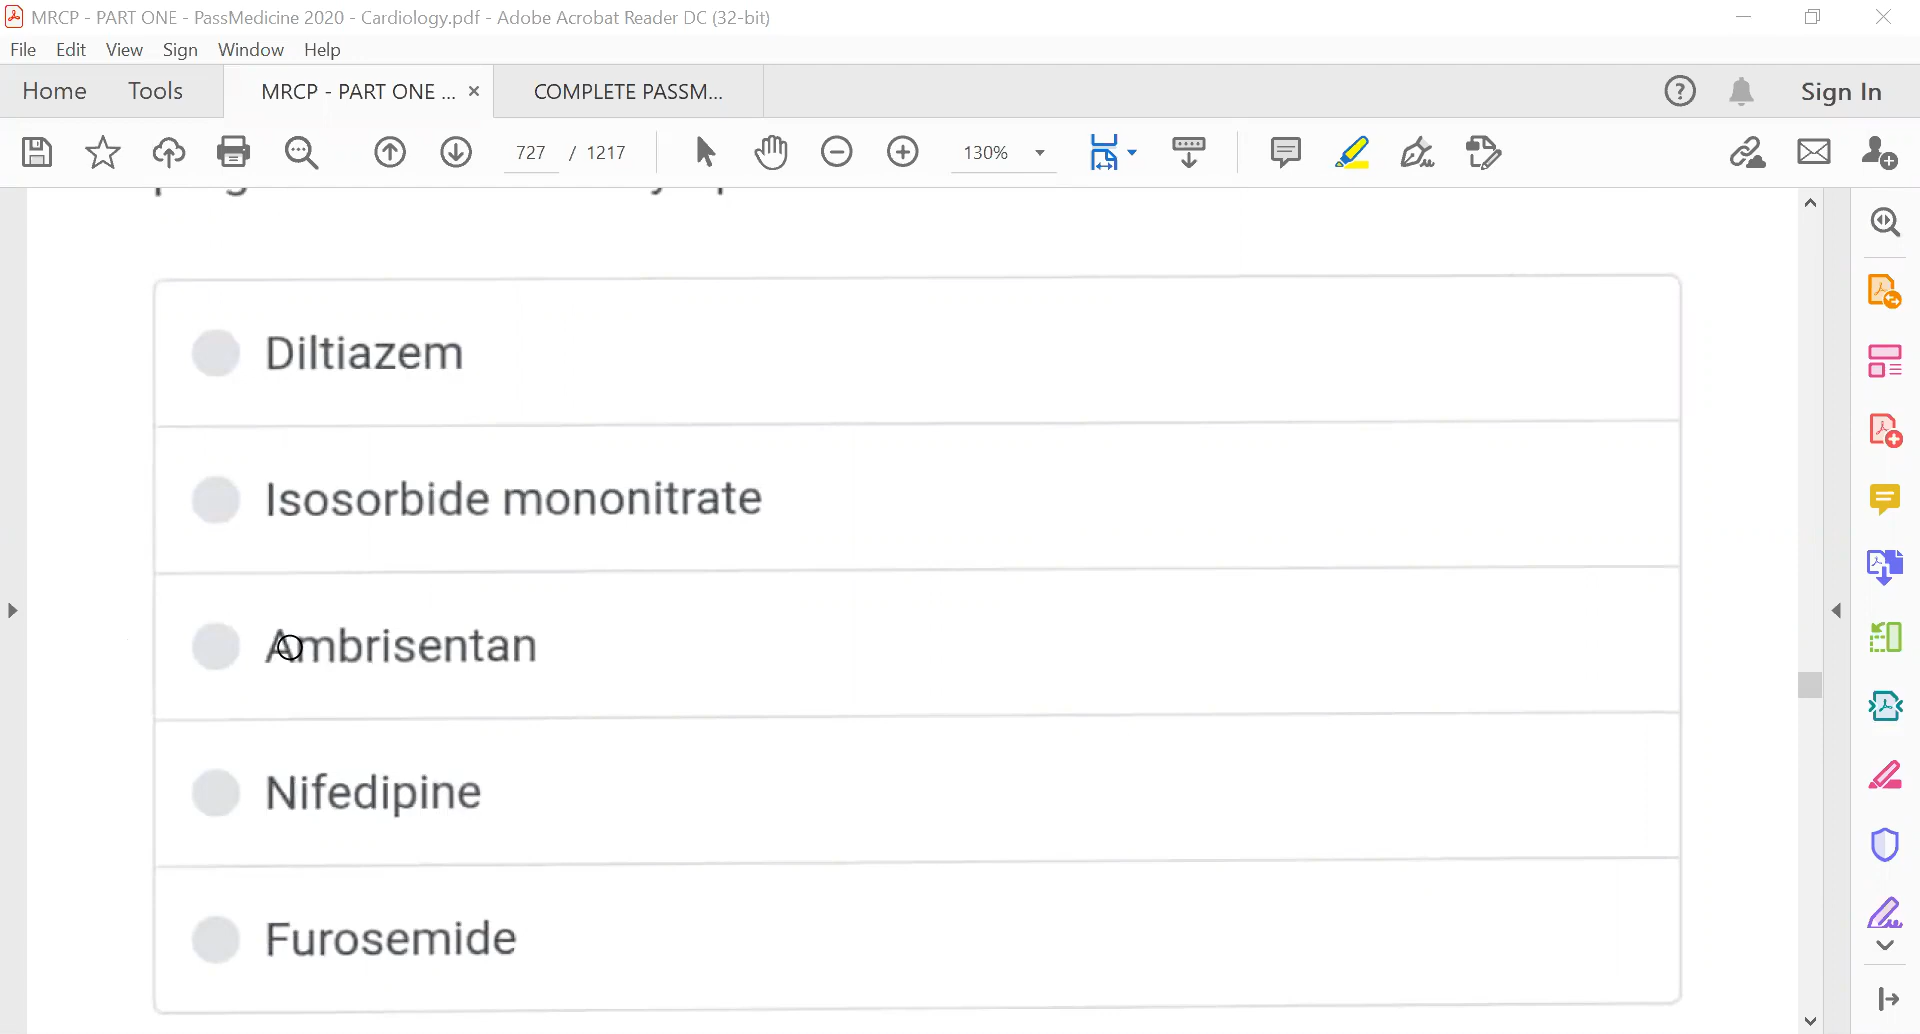 MRCP - PART ONE - PassMedicine 2020 - Cardiology.pdf - Adobe Acrobat Reader DC (32-bit)
File Edit View Sign Window Help
Home Tools MRCP - PART ONE ... × COMPLETE PASSM... Sign In
727 / 1217 130%
Diltiazem
Isosorbide mononitrate
Ambrisentan
Nifedipine
Furosemide